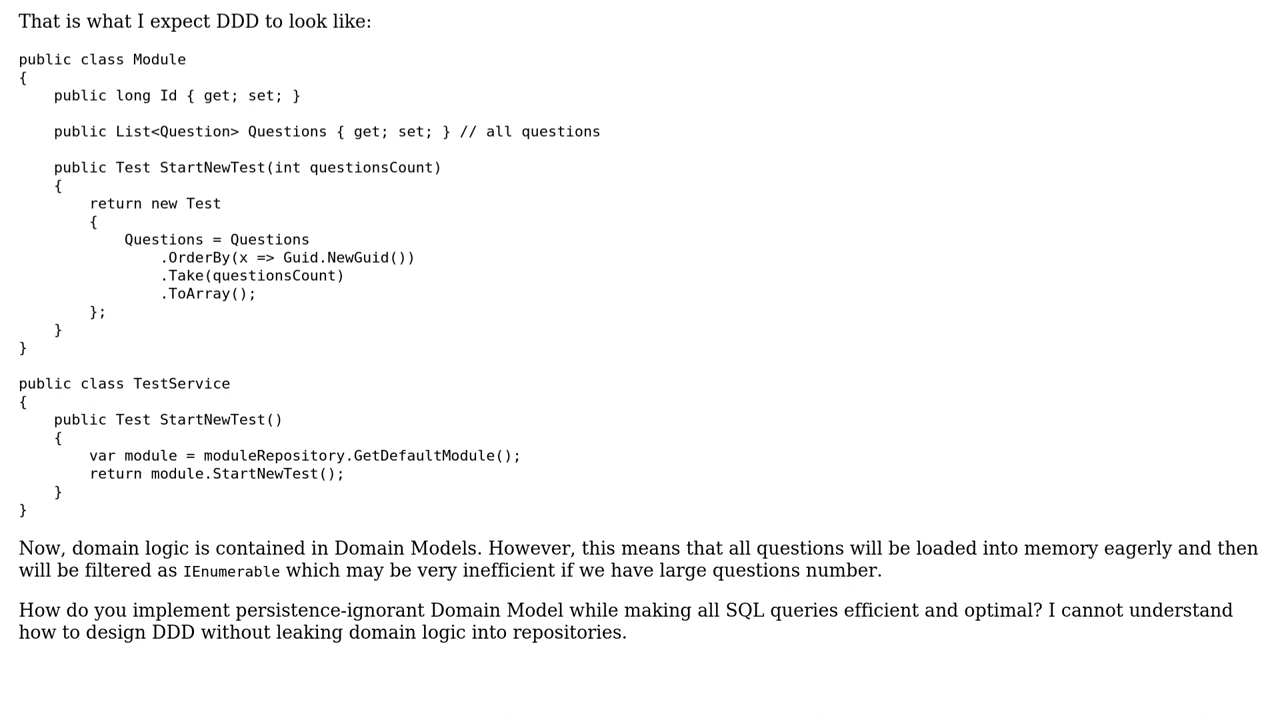 That is what I expect DDD to look like:
public class Module
{
    public long Id { get; set; }

    public List<Question> Questions { get; set; } // all questions

    public Test StartNewTest(int questionsCount)
    {
        return new Test
        {
            Questions = Questions
                .OrderBy(x => Guid.NewGuid())
                .Take(questionsCount)
                .ToArray();
        };
    }
}

public class TestService
{
    public Test StartNewTest()
    {
        var module = moduleRepository.GetDefaultModule();
        return module.StartNewTest();
    }
}
Now, domain logic is contained in Domain Models. However, this means that all questions will be loaded into memory eagerly and then
will be filtered as IEnumerable which may be very inefficient if we have large questions number.
How do you implement persistence-ignorant Domain Model while making all SQL queries efficient and optimal? I cannot understand
how to design DDD without leaking domain logic into repositories.